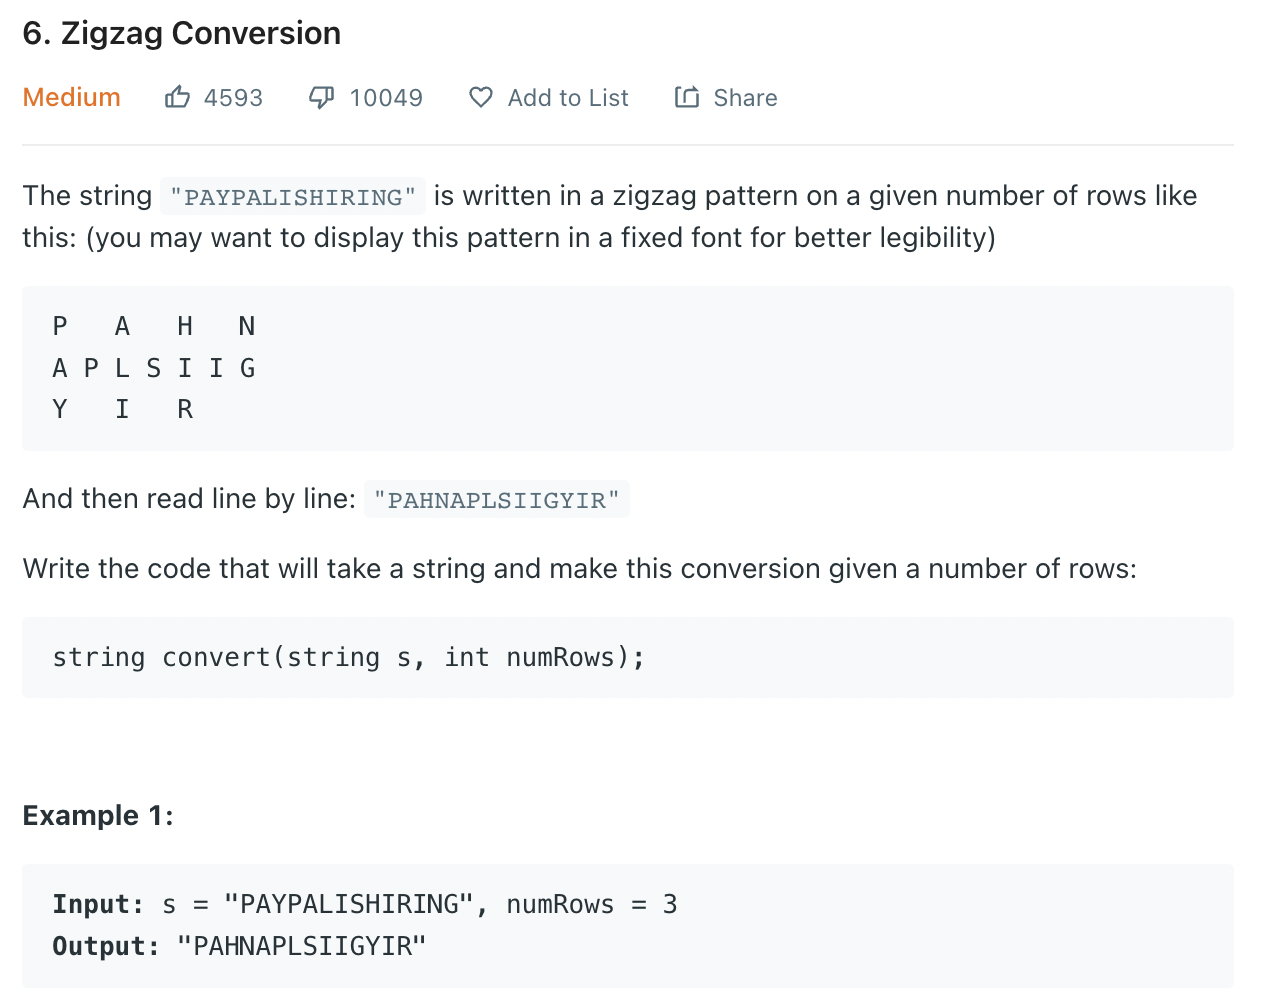 6. Zigzag Conversion
Medium 4593 10049 Add to List Share
The string "PAYPALISHIRING" is written in a zigzag pattern on a given number of rows like
this: (you may want to display this pattern in a fixed font for better legibility)
P   A   H   N
A P L S I I G
Y   I   R
And then read line by line: "PAHNAPLSIIGYIR"
Write the code that will take a string and make this conversion given a number of rows:
string convert(string s, int numRows);
Example 1:
Input: s = "PAYPALISHIRING", numRows = 3
Output: "PAHNAPLSIIGYIR"